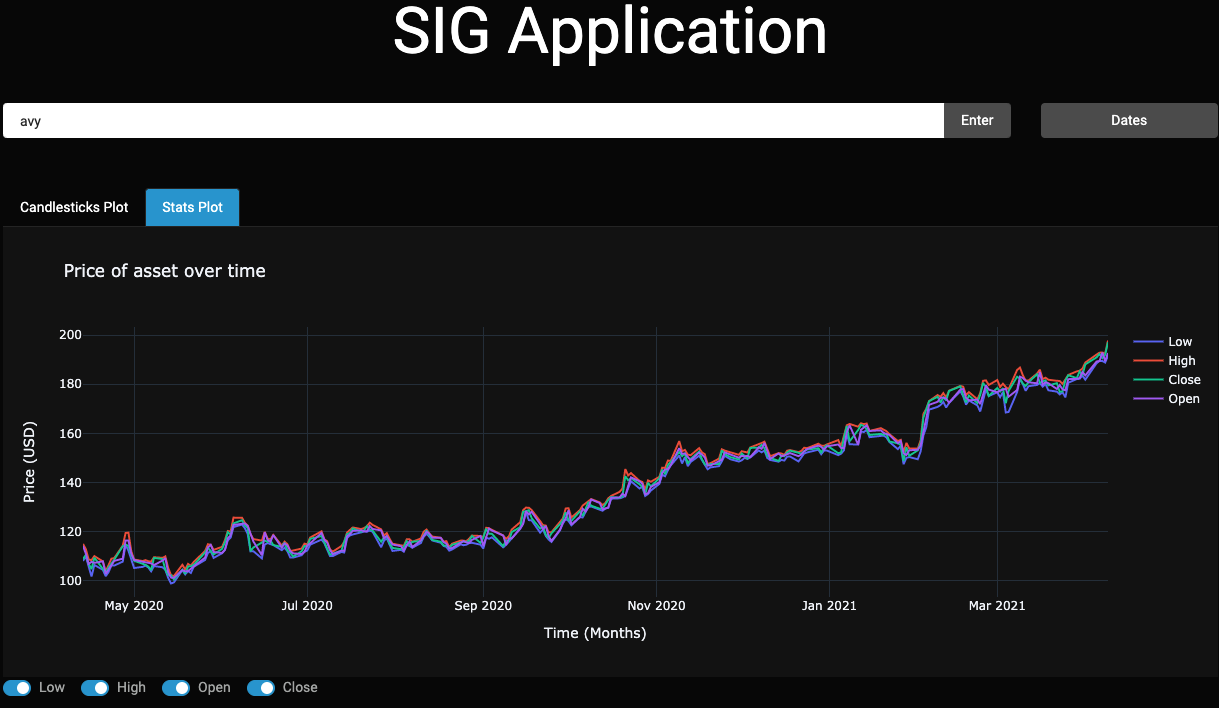 SIG Application
avy Enter Dates
Candlesticks Plot Stats Plot
Price of asset over time
200
180
160
140
120
100
Price (USD)
May 2020 Jul 2020 Sep 2020 Nov 2020 Jan 2021 Mar 2021
Time (Months)
Low
High
Close
Open
Low High Open Close